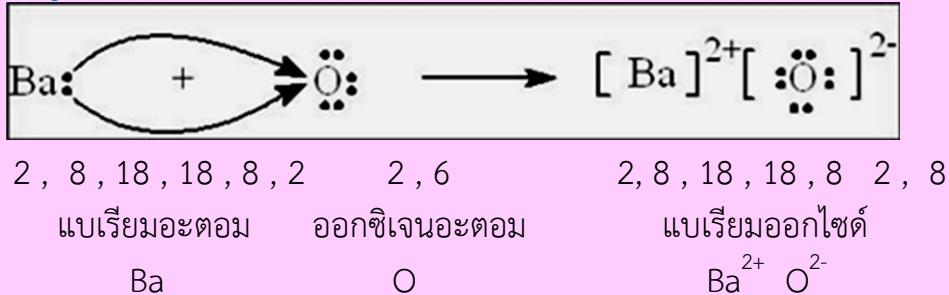 Ba: + :Ö: → [ Ba ]²⁺ [ :Ö: ]²⁻
2 , 8 , 18 , 18 , 8 , 2 2 , 6 2, 8 , 18 , 18 , 8 2 , 8
แบเรียมอะตอม ออกซิเจนอะตอม แบเรียมออกไซด์
Ba O Ba²⁺ O²⁻